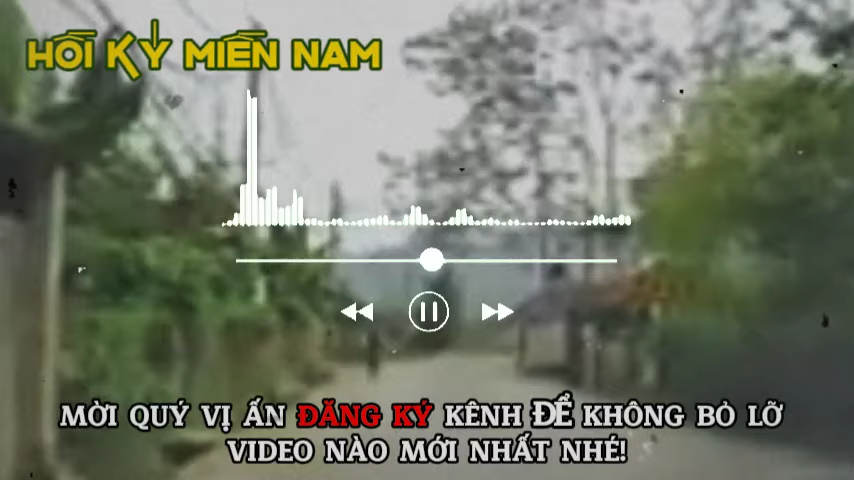 HỒI KÝ MIỀN NAM
MỜI QUÝ VỊ ẤN ĐĂNG KÝ KÊNH ĐỂ KHÔNG BỎ LỠ
VIDEO NÀO MỚI NHẤT NHÉ!